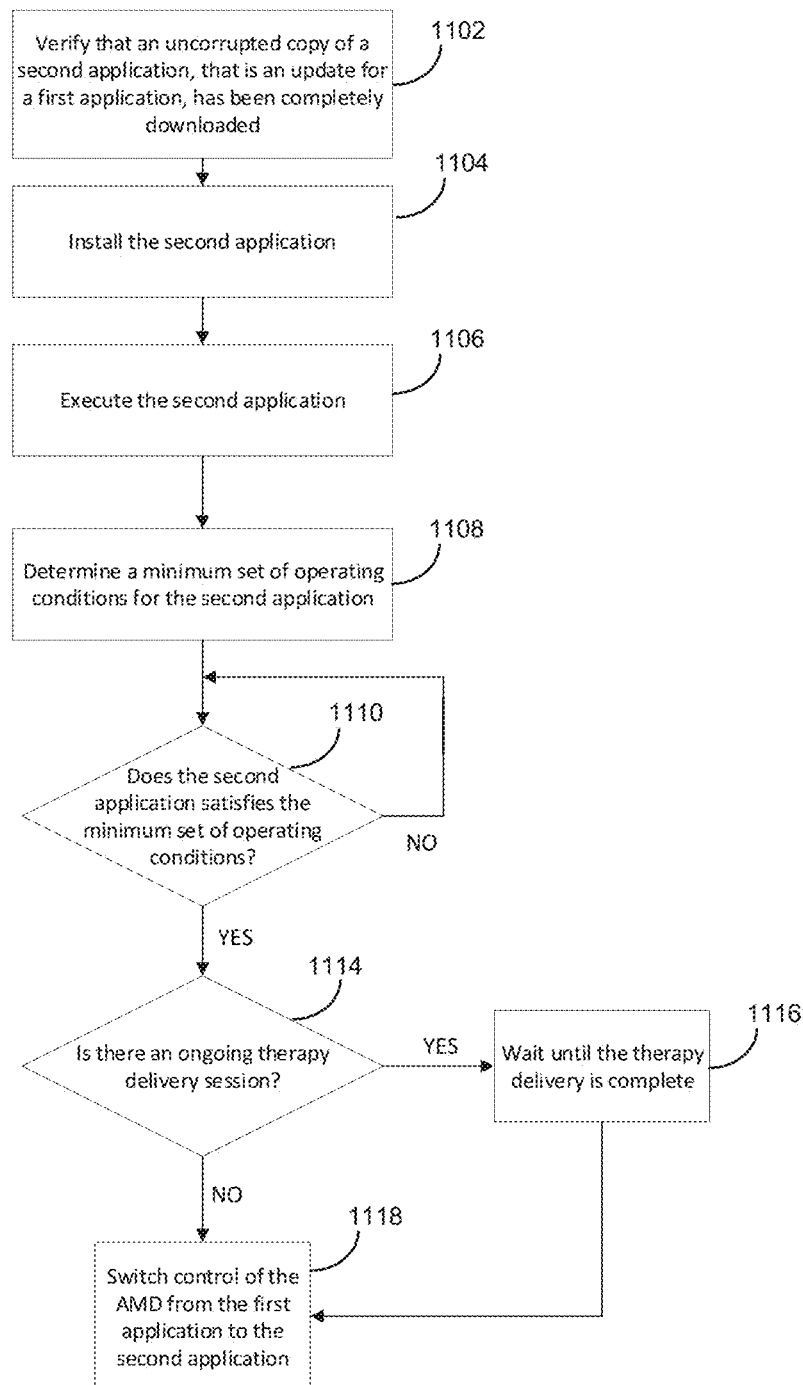 Verify that an uncorrupted copy of a
second application, that is an update for
a first application, has been completely
downloaded
1102
Install the second application
1104
Execute the second application
1106
Determine a minimum set of operating
conditions for the second application
1108
Does the second
application satisfies the
minimum set of operating
conditions?
1110
NO
YES
Is there an ongoing therapy
delivery session?
1114
YES
Wait until the therapy
delivery is complete
1116
NO
Switch control of the
AMD from the first
application to the
second application
1118